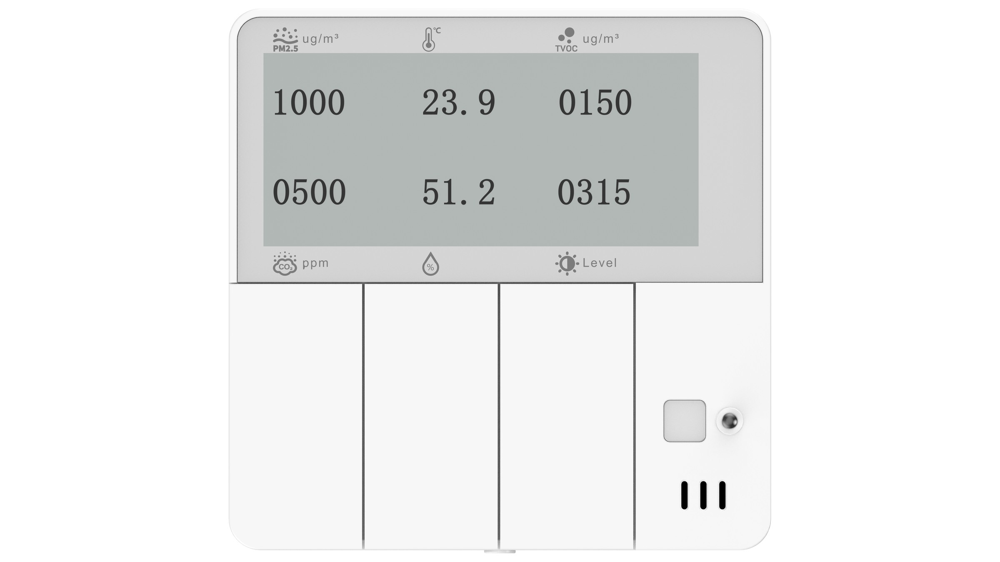 ug/m³ °C ug/m³
PM2.5 TVOC
1000 23.9 0150
0500 51.2 0315
CO₂ ppm % Level